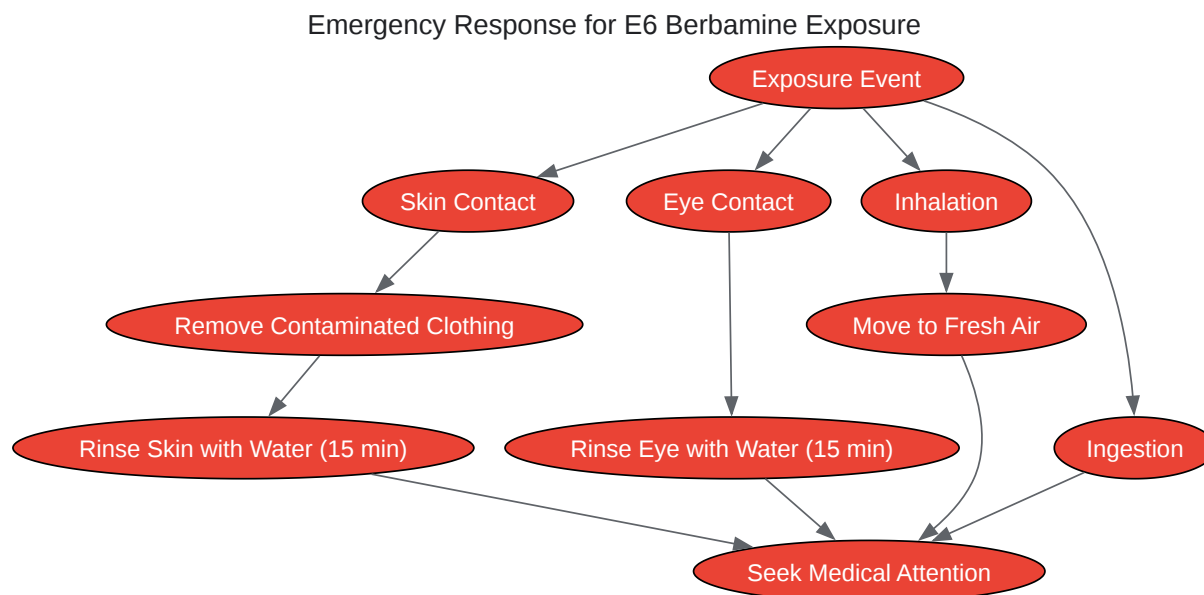 Emergency Response for E6 Berbamine Exposure
Exposure Event
Skin Contact
Eye Contact
Inhalation
Remove Contaminated Clothing
Move to Fresh Air
Rinse Skin with Water (15 min)
Rinse Eye with Water (15 min)
Ingestion
Seek Medical Attention